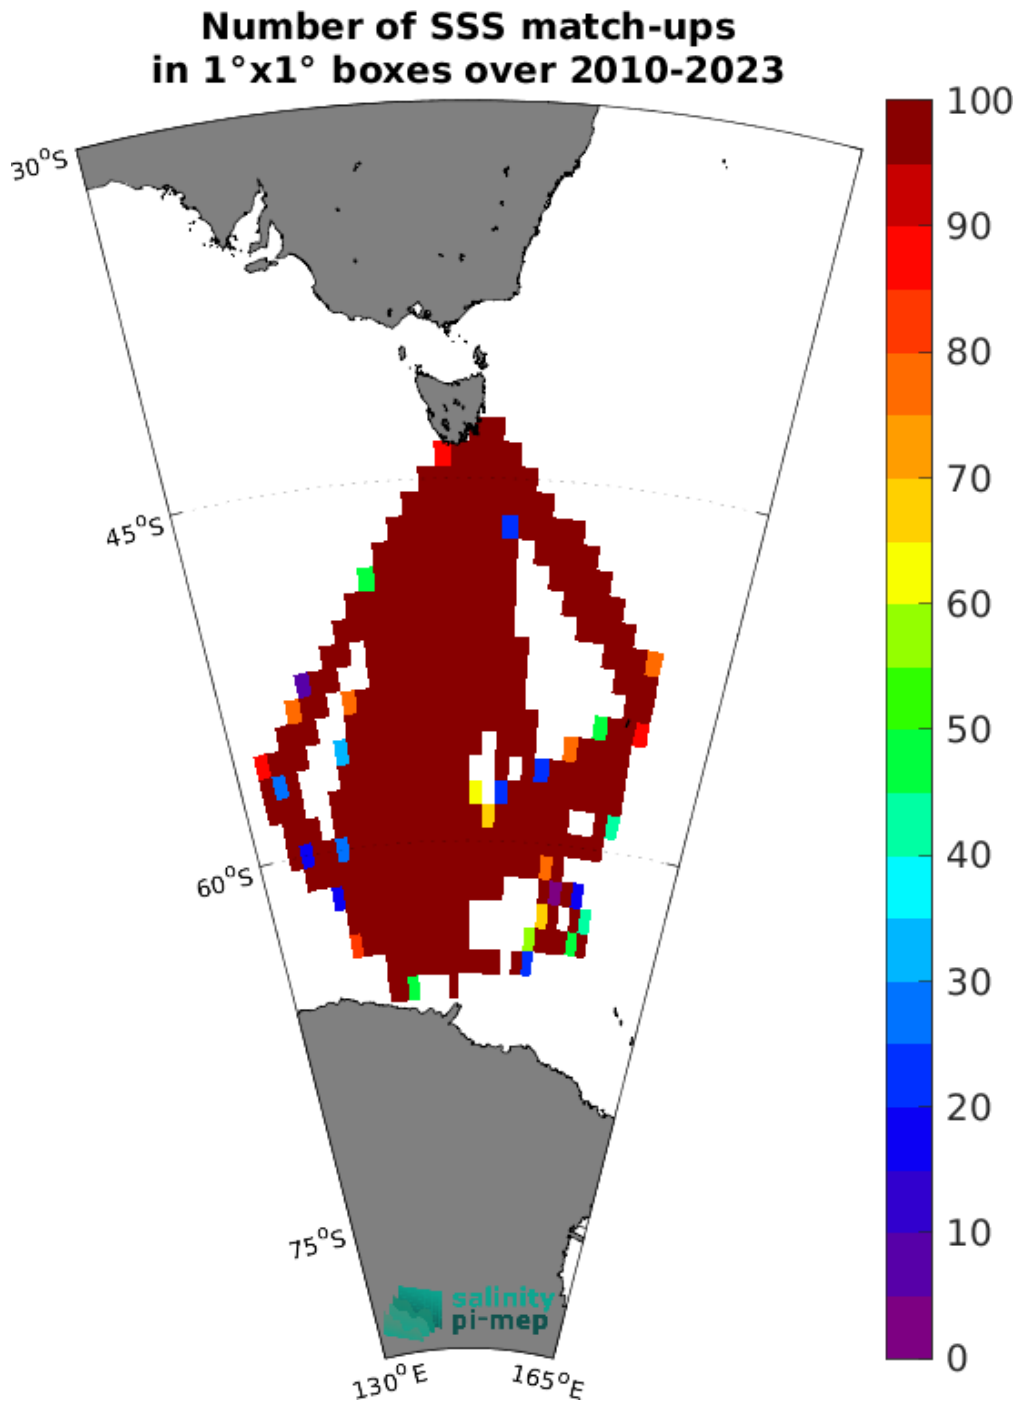 Number of SSS match-ups
in 1°x1° boxes over 2010-2023
30°S
45°S
60°S
75°S
130°E
165°E
100
90
80
70
60
50
40
30
20
10
0
salinity
pi-mep